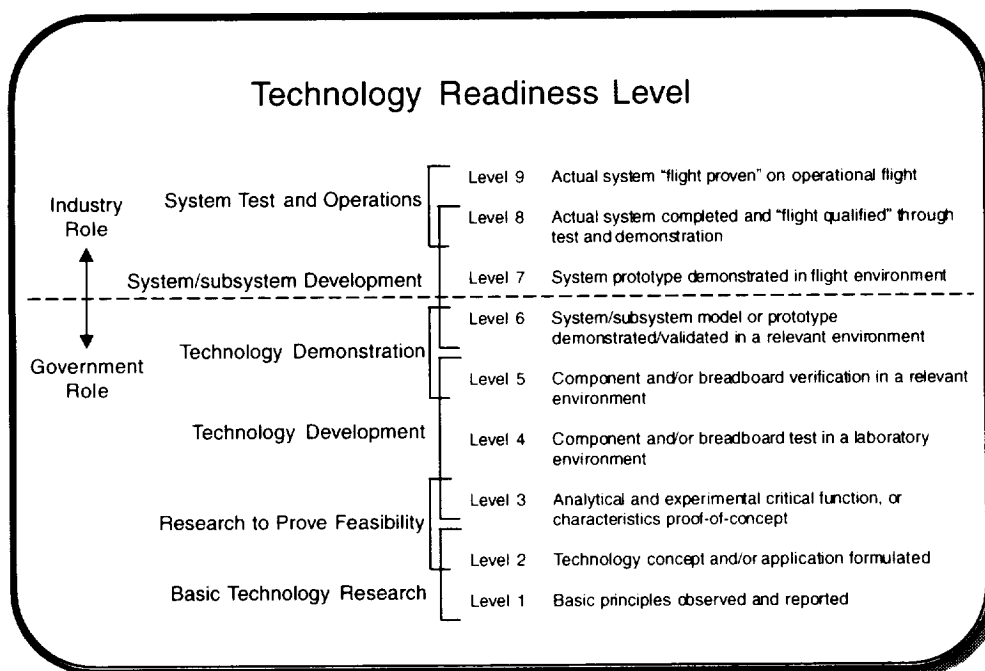 Technology Readiness Level
System Test and Operations
Level 9 Actual system “flight proven” on operational flight
Industry
Role
Level 8 Actual system completed and “flight qualified” through
test and demonstration
System/subsystem Development
Level 7 System prototype demonstrated in flight environment
Government
Role
Technology Demonstration
Level 6 System/subsystem model or prototype
demonstrated/validated in a relevant environment
Level 5 Component and/or breadboard verification in a relevant
environment
Technology Development
Level 4 Component and/or breadboard test in a laboratory
environment
Research to Prove Feasibility
Level 3 Analytical and experimental critical function, or
characteristics proof-of-concept
Level 2 Technology concept and/or application formulated
Basic Technology Research
Level 1 Basic principles observed and reported